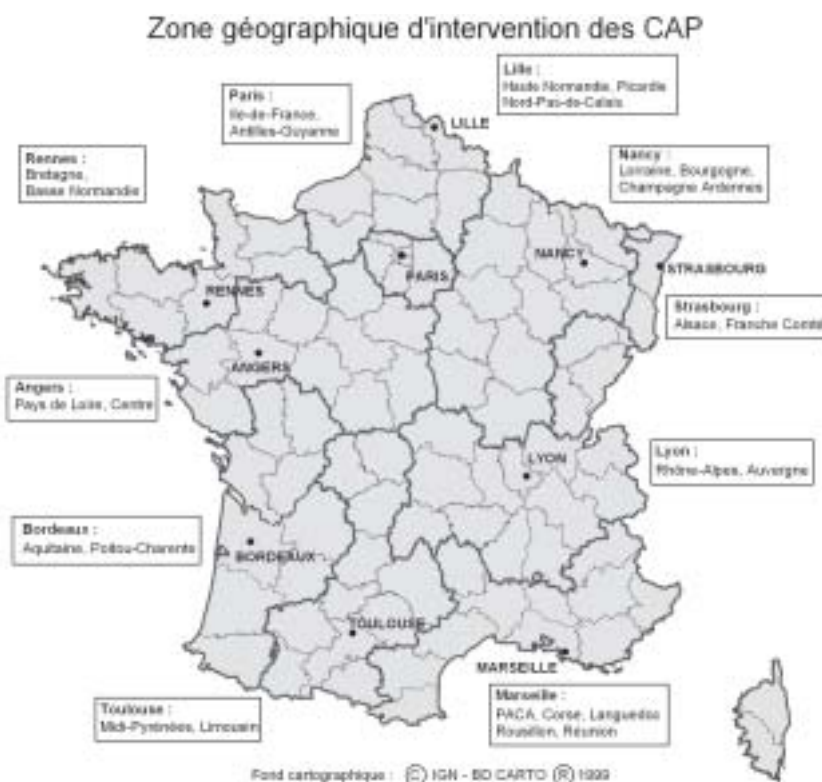 Zone géographique d'intervention des CAP
Lille :
Haute Normandie, Picardie
Nord-Pas-de-Calais
Paris :
Ile-de-France,
Antilles-Guyanne
LILLE
Rennes :
Bretagne,
Basse Normandie
Nancy :
Lorraine, Bourgogne,
Champagne Ardennes
NANCY
STRASBOURG
PARIS
RENNES
Strasbourg :
Alsace, Franche Comté
ANGERS
Angers :
Pays de Loire, Centre
LYON
Lyon :
Rhône-Alpes, Auvergne
Bordeaux :
Aquitaine, Poitou-Charente
BORDEAUX
TOULOUSE
MARSEILLE
Toulouse :
Midi-Pyrénées, Limousin
Marseille :
PACA, Corse, Languedoc
Rousillon, Réunion
Fond cartographique : (C) IGN - BD CARTO (R) 1999